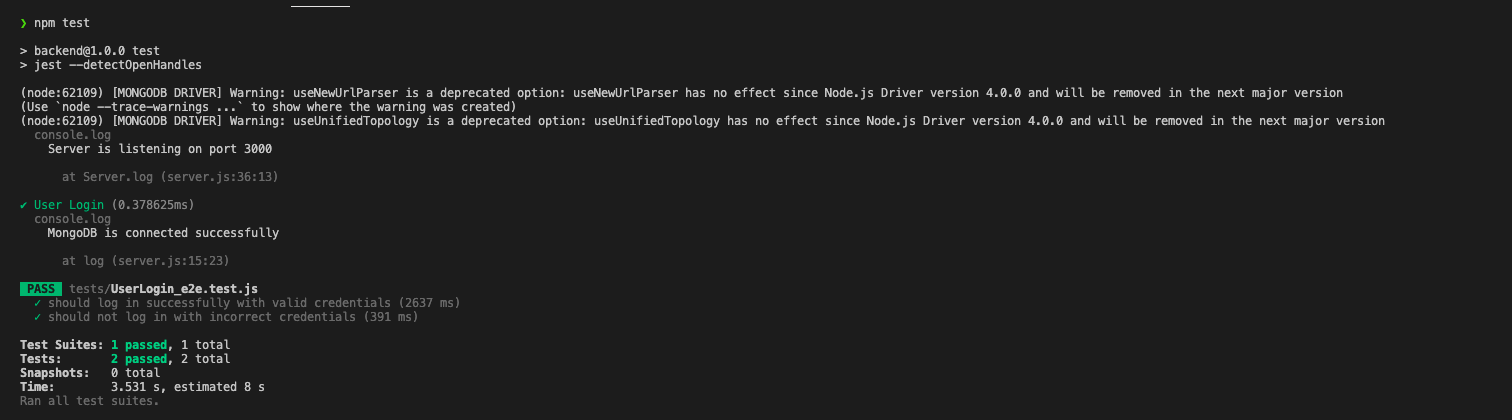 ❯ npm test
> backend@1.0.0 test
> jest --detectOpenHandles
(node:62109) [MONGODB DRIVER] Warning: useNewUrlParser is a deprecated option: useNewUrlParser has no effect since Node.js Driver version 4.0.0 and will be removed in the next major version
(Use `node --trace-warnings ...` to show where the warning was created)
(node:62109) [MONGODB DRIVER] Warning: useUnifiedTopology is a deprecated option: useUnifiedTopology has no effect since Node.js Driver version 4.0.0 and will be removed in the next major version
console.log
Server is listening on port 3000
at Server.log (server.js:36:13)
✔ User Login (0.378625ms)
console.log
MongoDB is connected successfully
at log (server.js:15:23)
PASS tests/UserLogin_e2e.test.js
✓ should log in successfully with valid credentials (2637 ms)
✓ should not log in with incorrect credentials (391 ms)
Test Suites: 1 passed, 1 total
Tests: 2 passed, 2 total
Snapshots: 0 total
Time: 3.531 s, estimated 8 s
Ran all test suites.